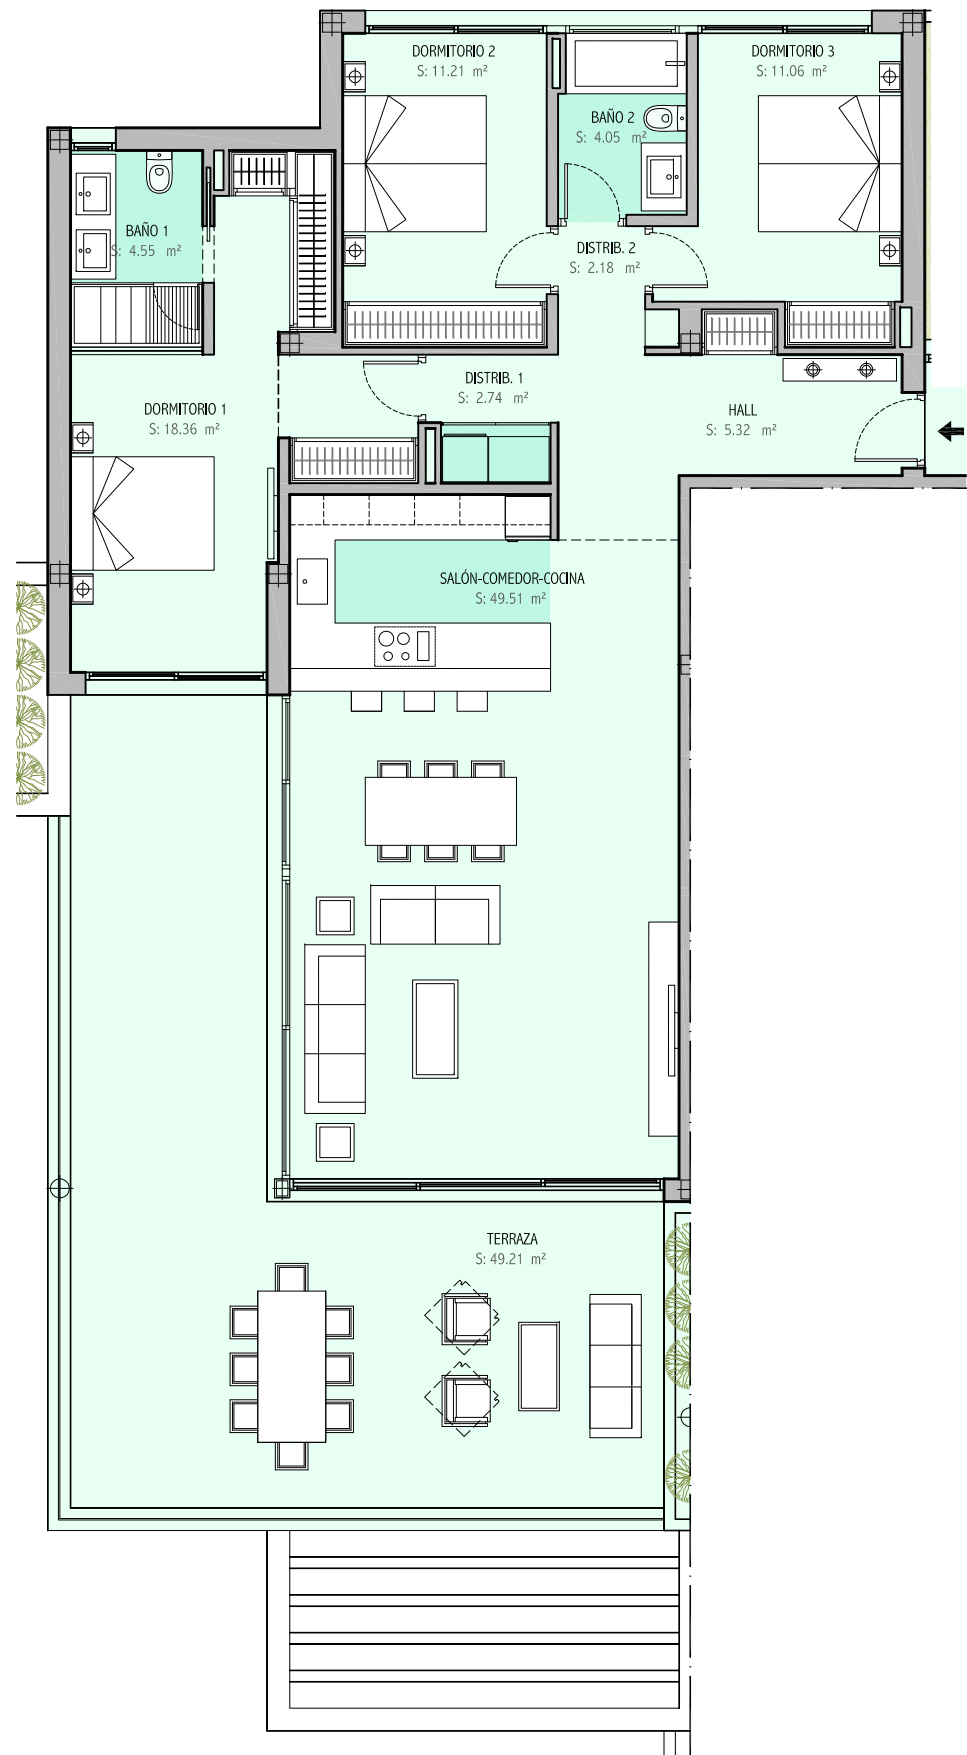 DORMITORIO 2
S: 11.21 m²
DORMITORIO 3
S: 11.06 m²
BAÑO 2
S: 4.05 m²
BAÑO 1
S: 4.55 m²
DISTRIB. 2
S: 2.18 m²
DISTRIB. 1
S: 2.74 m²
DORMITORIO 1
S: 18.36 m²
HALL
S: 5.32 m²
SALÓN-COMEDOR-COCINA
S: 49.51 m²
TERRAZA
S: 49.21 m²